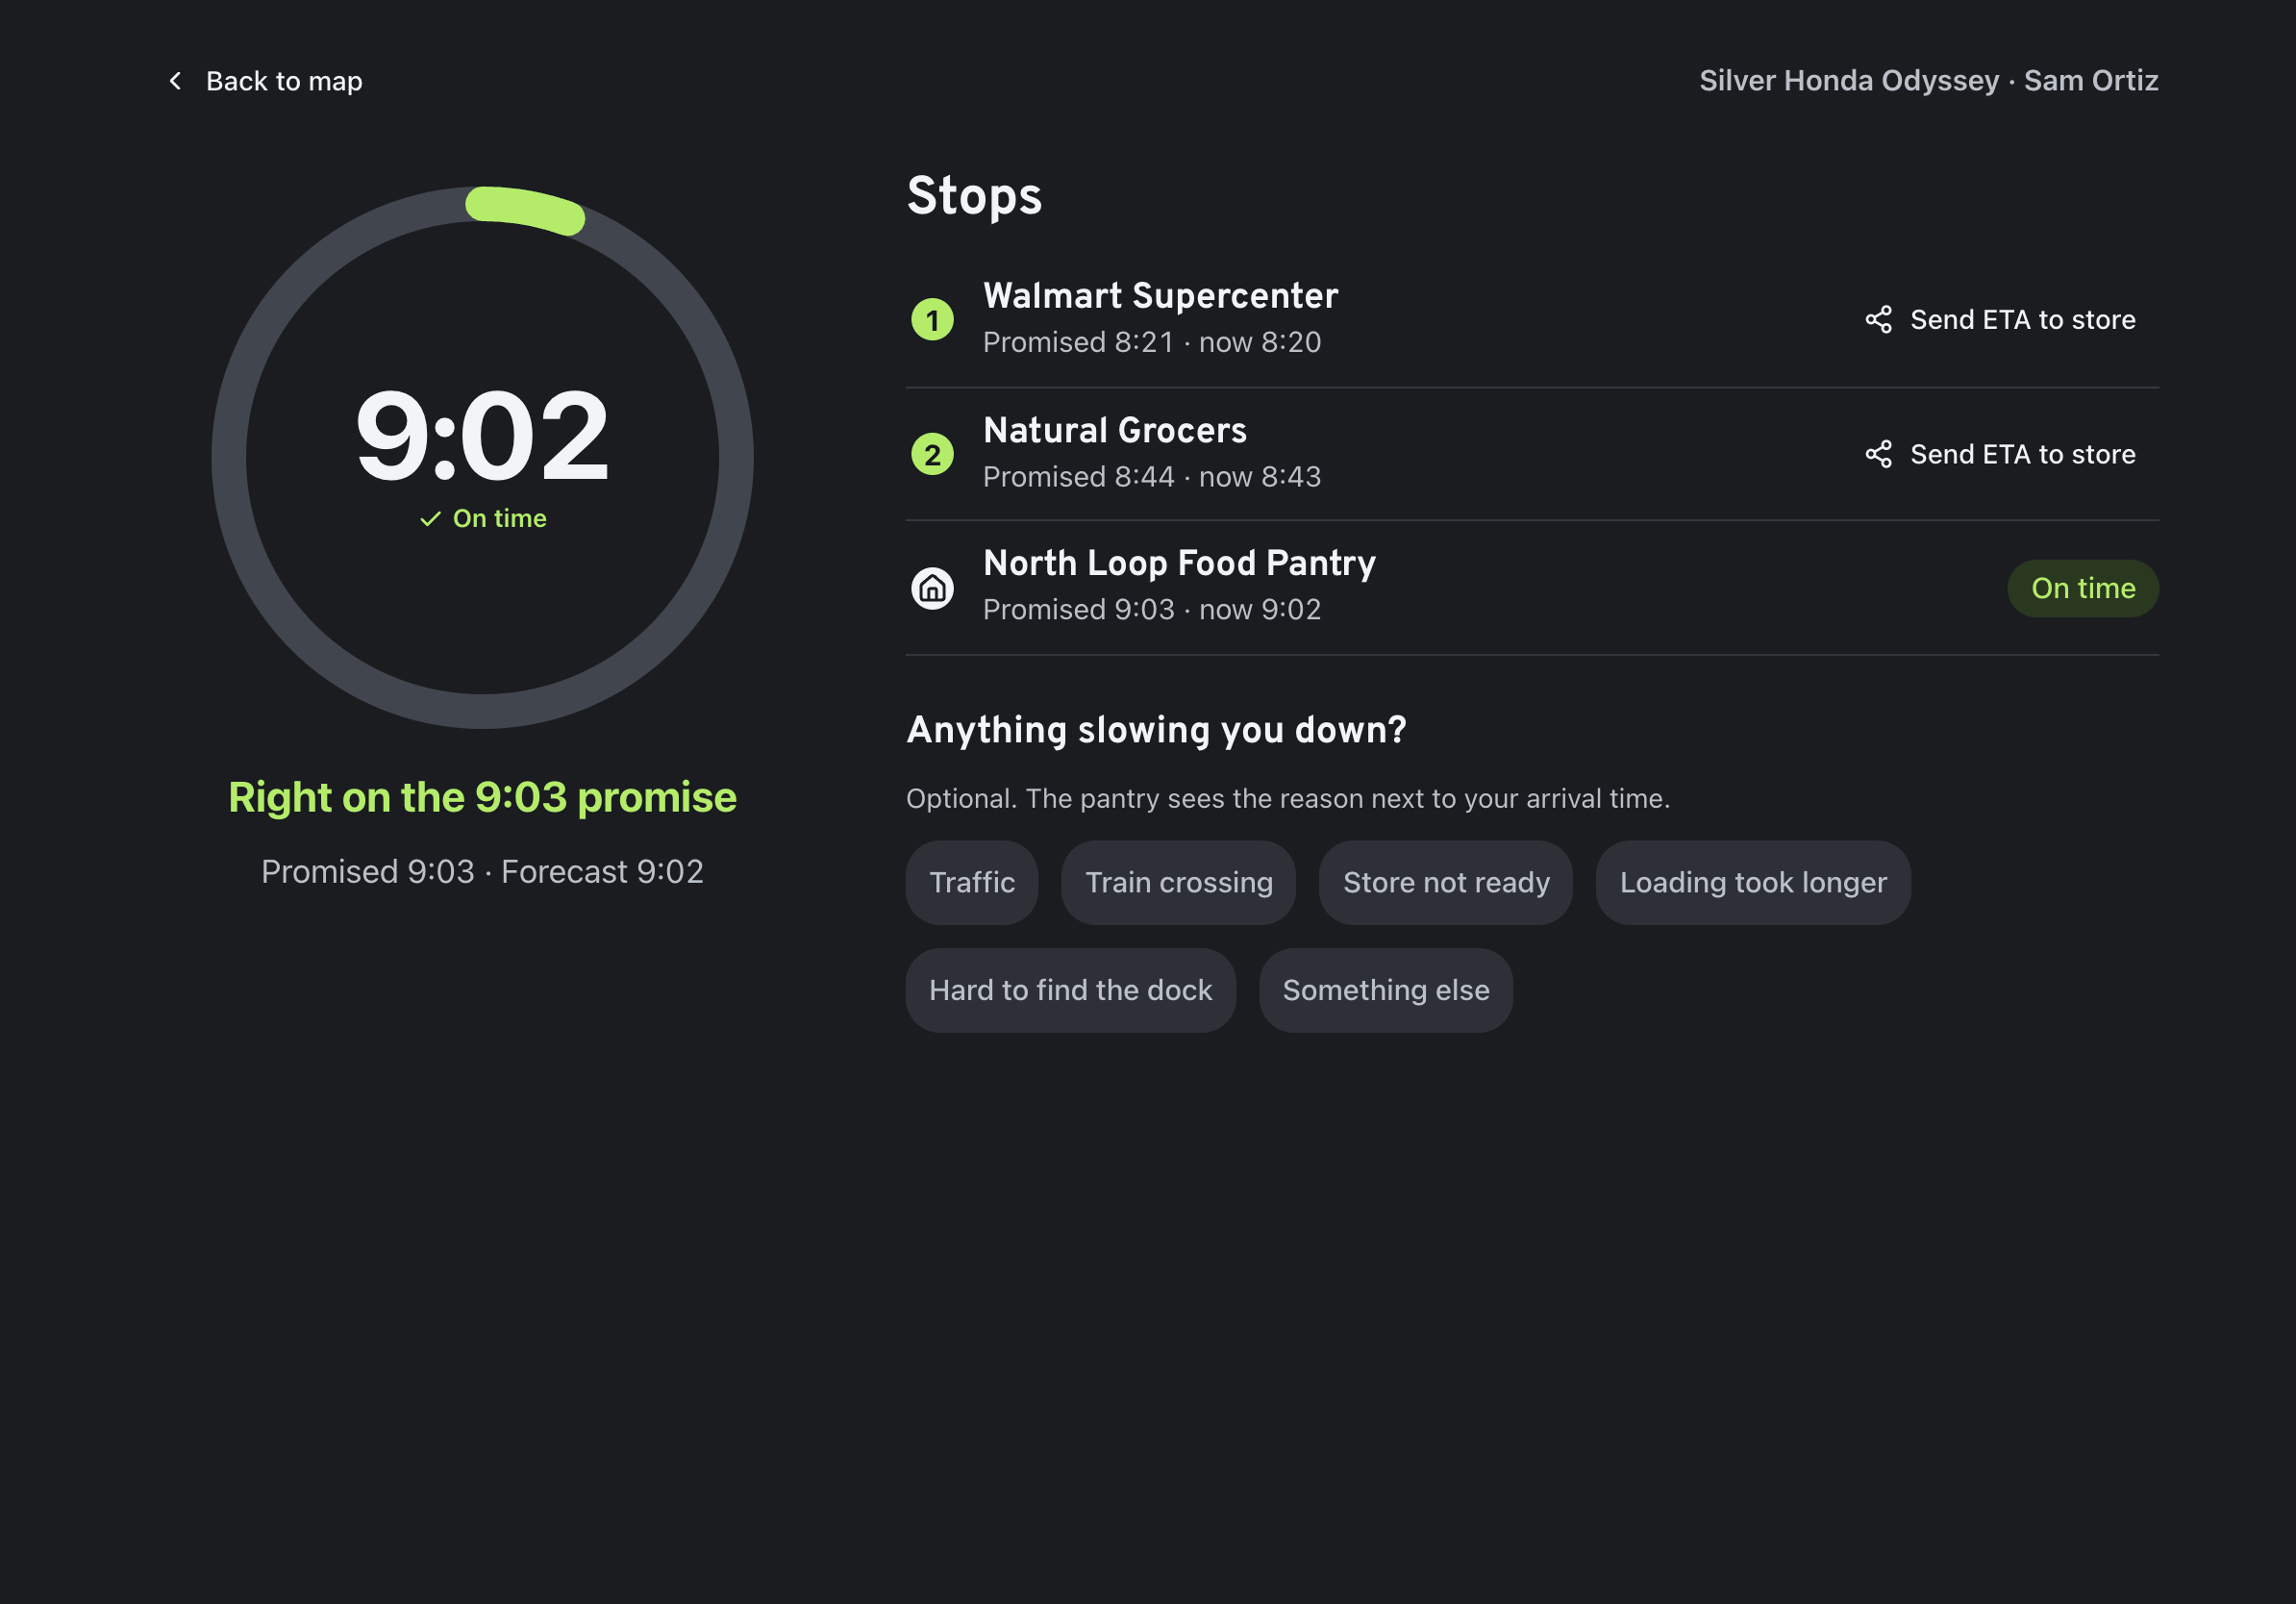 Back to map
Silver Honda Odyssey · Sam Ortiz
9:02
On time
Right on the 9:03 promise
Promised 9:03 · Forecast 9:02
Stops
1
Walmart Supercenter
Promised 8:21 · now 8:20
Send ETA to store
2
Natural Grocers
Promised 8:44 · now 8:43
Send ETA to store
North Loop Food Pantry
Promised 9:03 · now 9:02
On time
Anything slowing you down?
Optional. The pantry sees the reason next to your arrival time.
Traffic
Train crossing
Store not ready
Loading took longer
Hard to find the dock
Something else